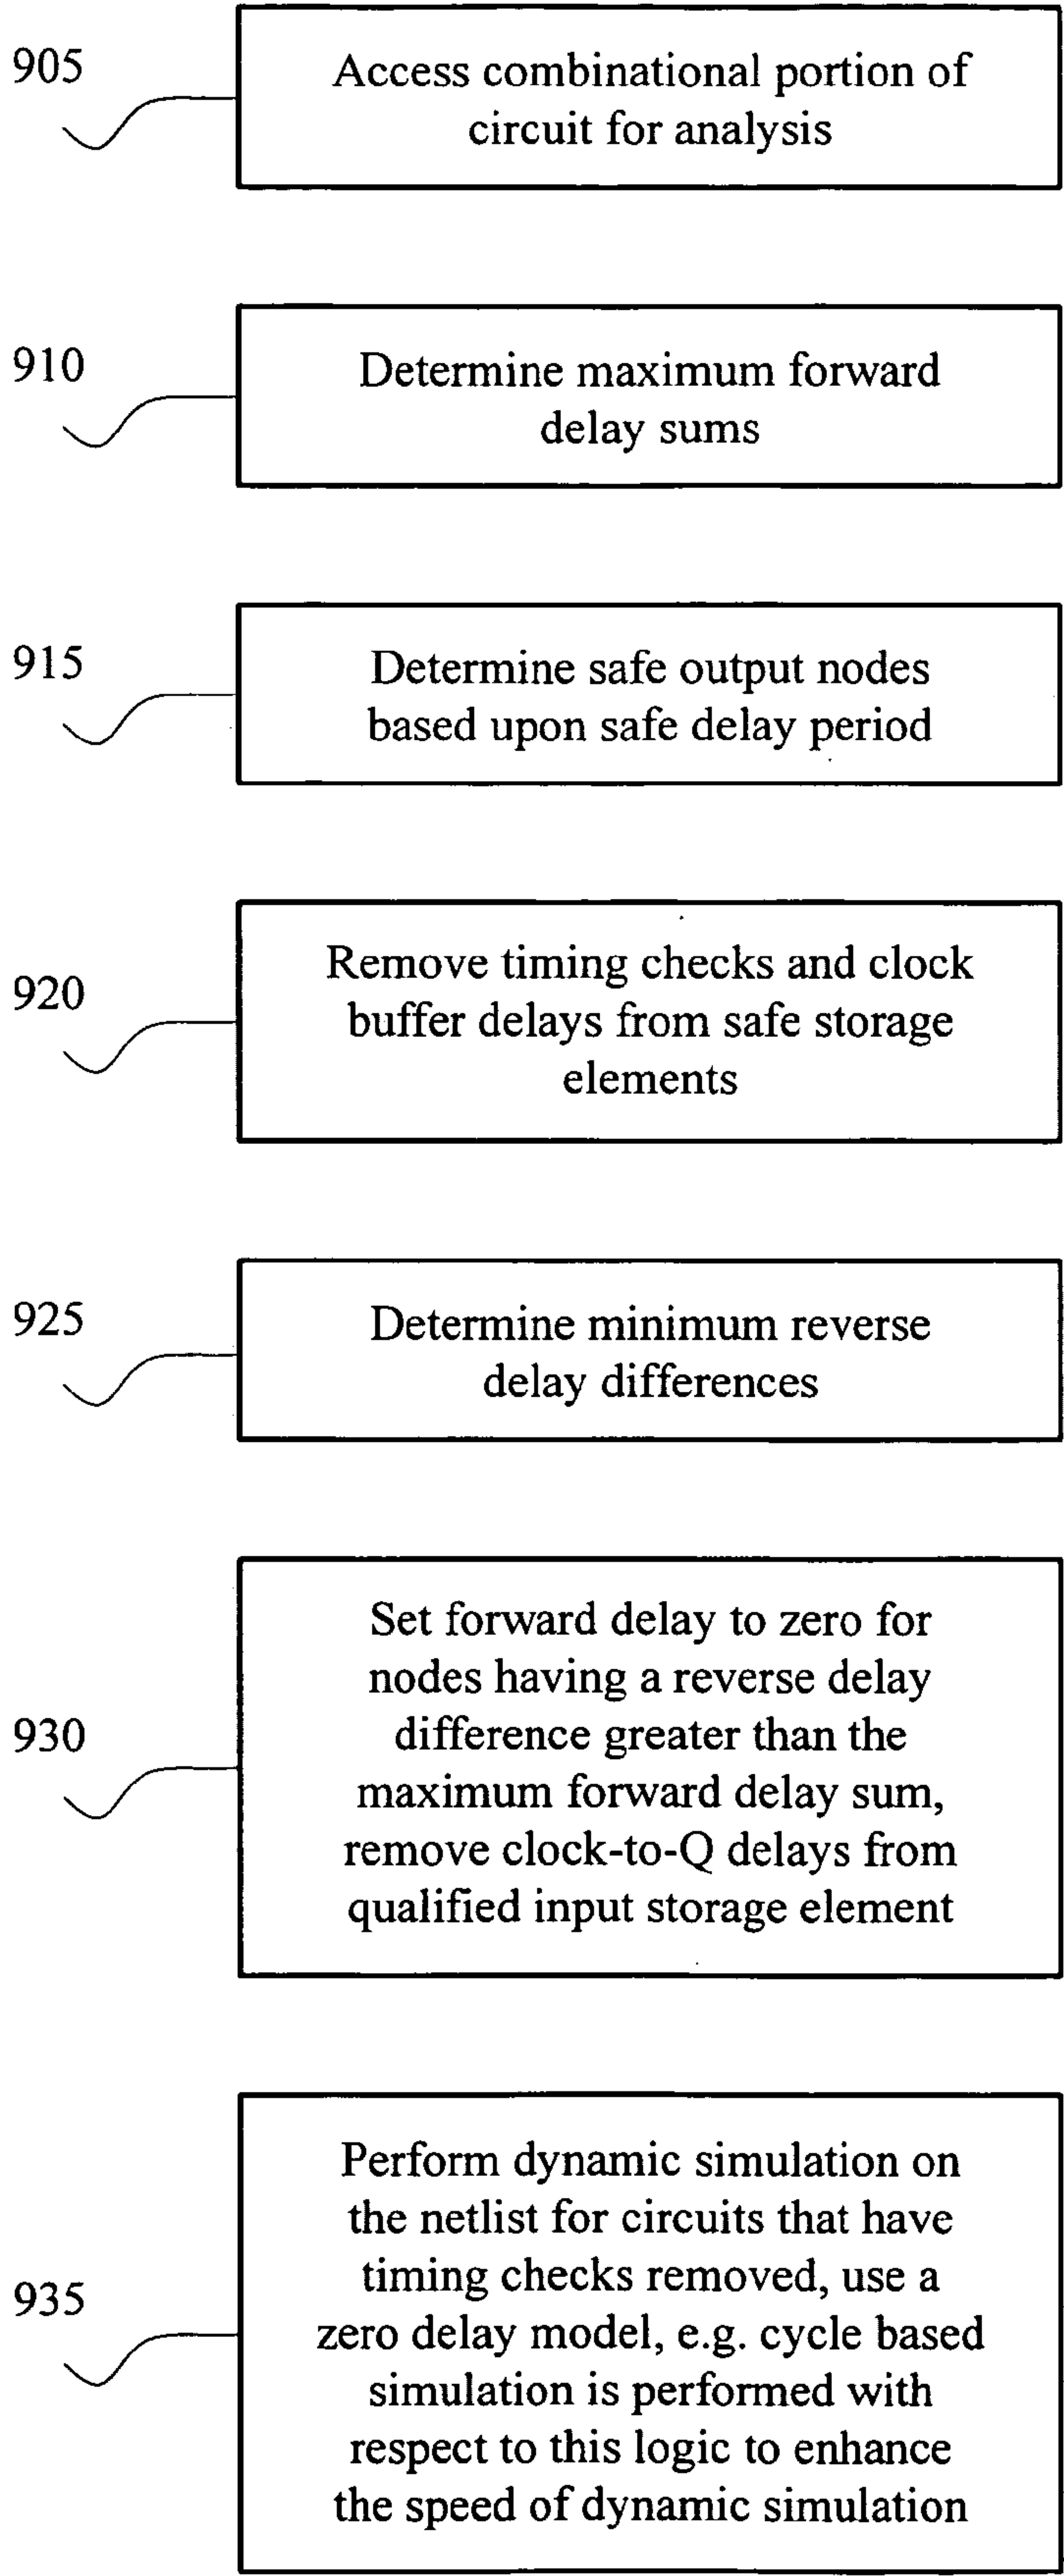 905
Access combinational portion of
circuit for analysis
910
Determine maximum forward
delay sums
915
Determine safe output nodes
based upon safe delay period
920
Remove timing checks and clock
buffer delays from safe storage
elements
925
Determine minimum reverse
delay differences
930
Set forward delay to zero for
nodes having a reverse delay
difference greater than the
maximum forward delay sum,
remove clock-to-Q delays from
qualified input storage element
935
Perform dynamic simulation on
the netlist for circuits that have
timing checks removed, use a
zero delay model, e.g. cycle based
simulation is performed with
respect to this logic to enhance
the speed of dynamic simulation